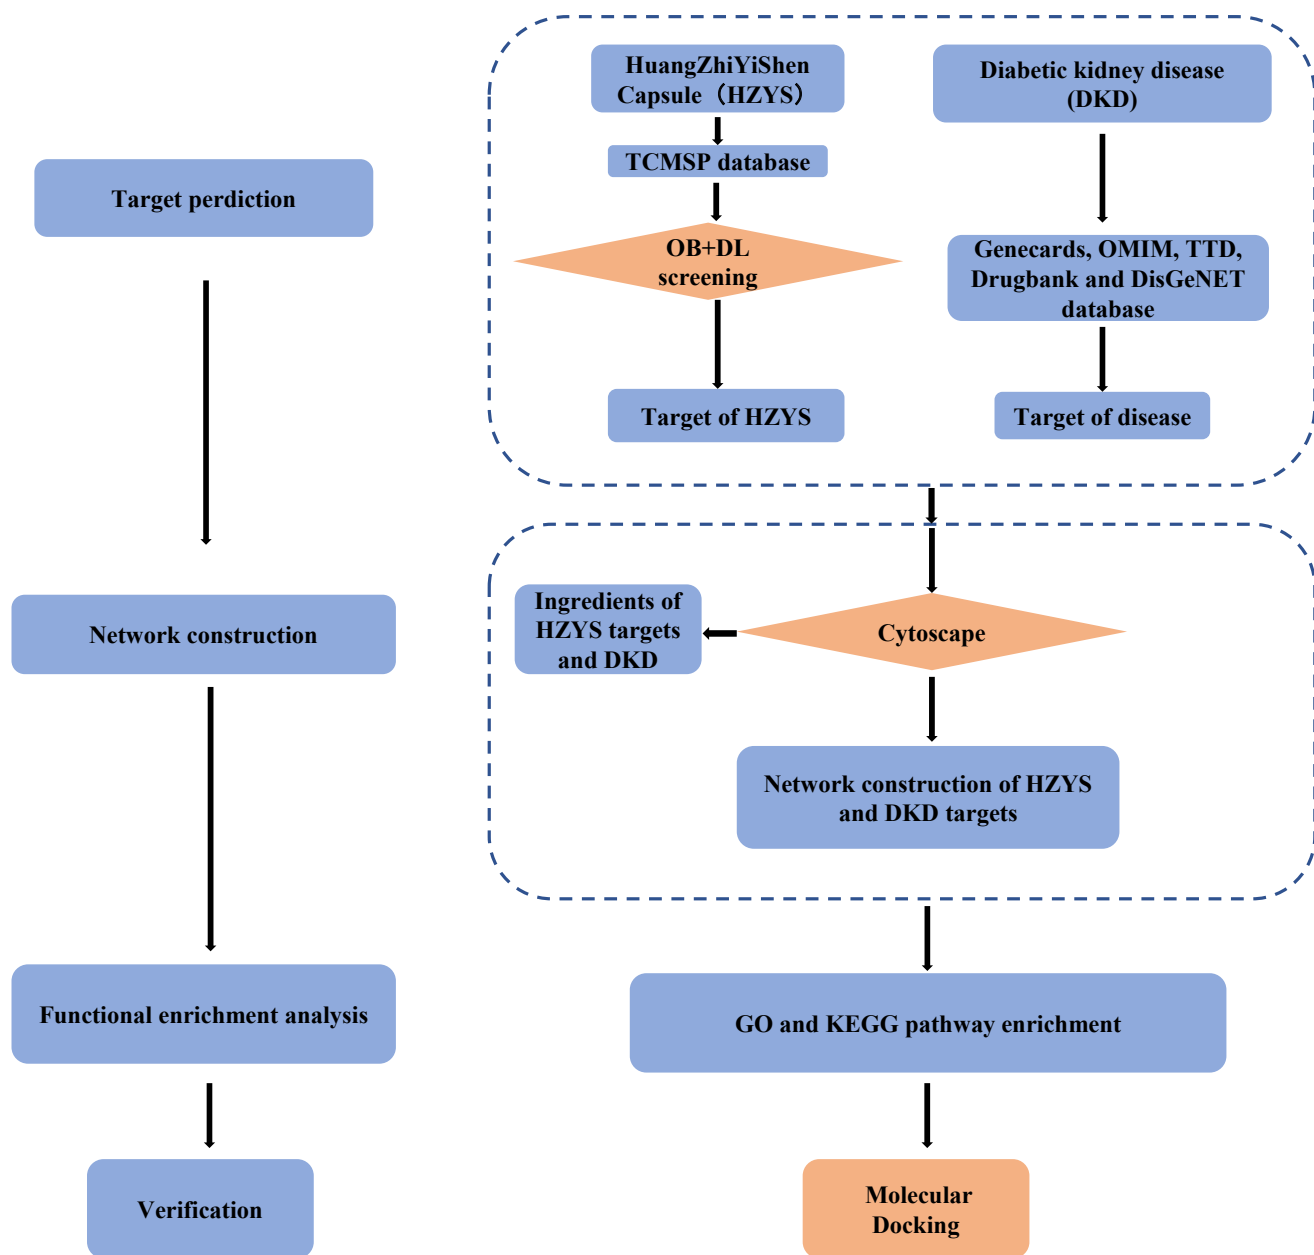 Target perdiction
Network construction
Functional enrichment analysis
Verification
HuangZhiYiShen
Capsule（HZYS）
TCMSP database
OB+DL
screening
Target of HZYS
Diabetic kidney disease
(DKD)
Genecards, OMIM, TTD,
Drugbank and DisGeNET
database
Target of disease
Ingredients of
HZYS targets
and DKD
Cytoscape
Network construction of HZYS
and DKD targets
GO and KEGG pathway enrichment
Molecular
Docking